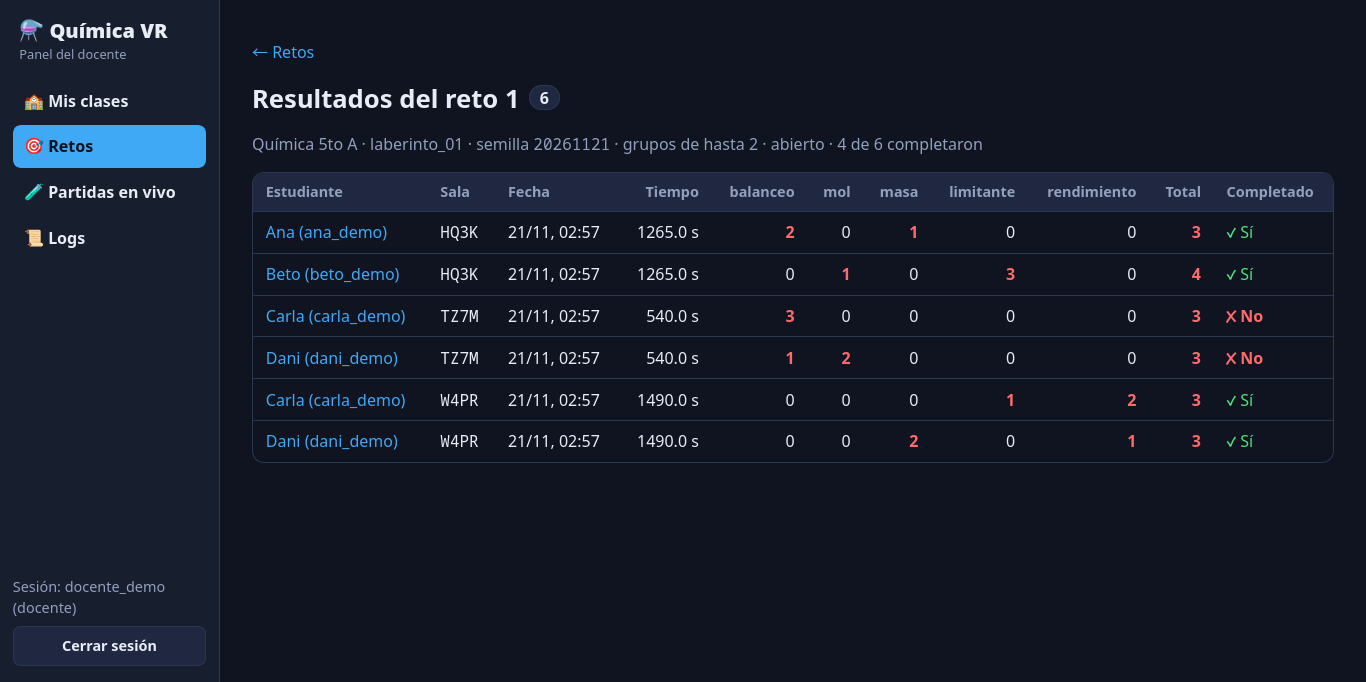 Química VR
Panel del docente
Mis clases
Retos
Partidas en vivo
Logs
Sesión: docente_demo
(docente)
Cerrar sesión
← Retos
Resultados del reto 1 6
Química 5to A · laberinto_01 · semilla 20261121 · grupos de hasta 2 · abierto · 4 de 6 completaron
Estudiante Sala Fecha Tiempo balanceo mol masa limitante rendimiento Total Completado
Ana (ana_demo) HQ3K 21/11, 02:57 1265.0 s 2 0 1 0 0 3 ✓ Sí
Beto (beto_demo) HQ3K 21/11, 02:57 1265.0 s 0 1 0 3 0 4 ✓ Sí
Carla (carla_demo) TZ7M 21/11, 02:57 540.0 s 3 0 0 0 0 3 ✗ No
Dani (dani_demo) TZ7M 21/11, 02:57 540.0 s 1 2 0 0 0 3 ✗ No
Carla (carla_demo) W4PR 21/11, 02:57 1490.0 s 0 0 0 1 2 3 ✓ Sí
Dani (dani_demo) W4PR 21/11, 02:57 1490.0 s 0 0 2 0 1 3 ✓ Sí